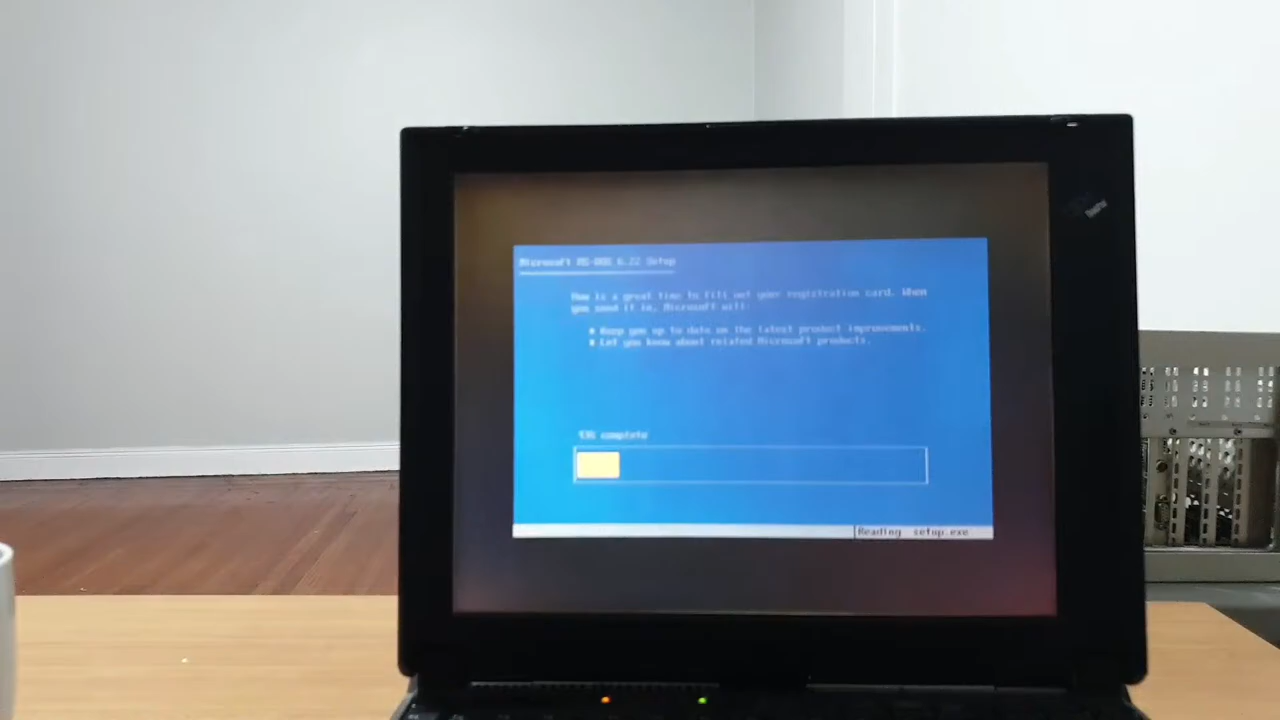 Microsoft MS-DOS 6.22 Setup
Now is a great time to fill out your registration card. When
you send it in, Microsoft will:
■ Keep you up to date on the latest product improvements.
■ Let you know about related Microsoft products.
complete
Reading setup.exe